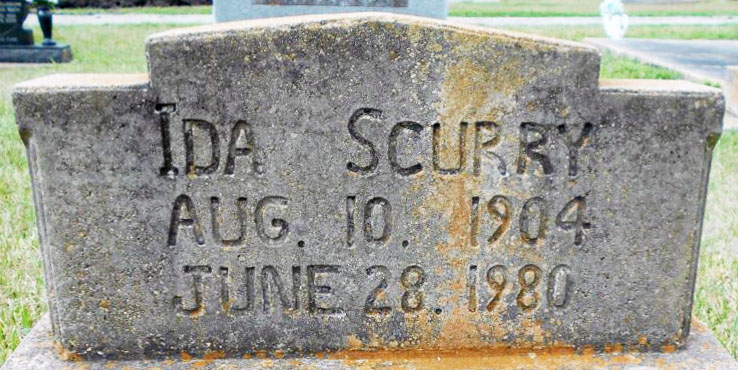 IDA SCURRY
AUG. 10. 1904
JUNE 28. 1980